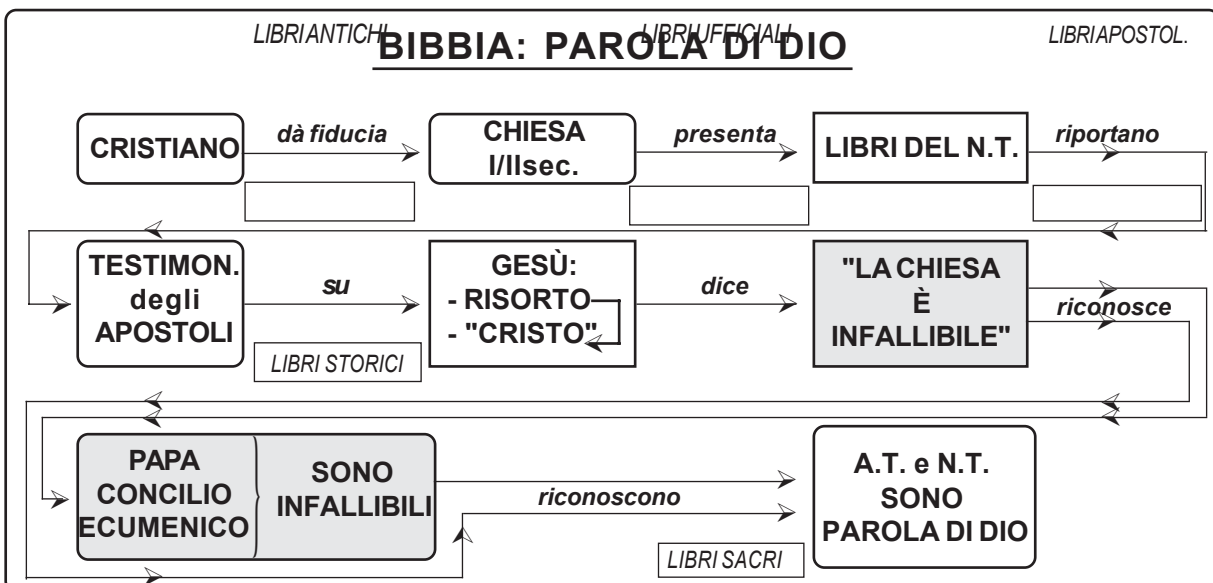 LIBRI ANTICHI
LIBRI UFFICIALI
LIBRI APOSTOL.
BIBBIA: PAROLA DI DIO
CRISTIANO
dà fiducia
CHIESA
I/IIsec.
presenta
LIBRI DEL N.T.
riportano
TESTIMON.
degli
APOSTOLI
su
LIBRI STORICI
GESÙ:
- RISORTO
- "CRISTO"
dice
"LA CHIESA
È
INFALLIBILE"
riconosce
PAPA
CONCILIO
ECUMENICO
SONO
INFALLIBILI
riconoscono
LIBRI SACRI
A.T. e N.T.
SONO
PAROLA DI DIO